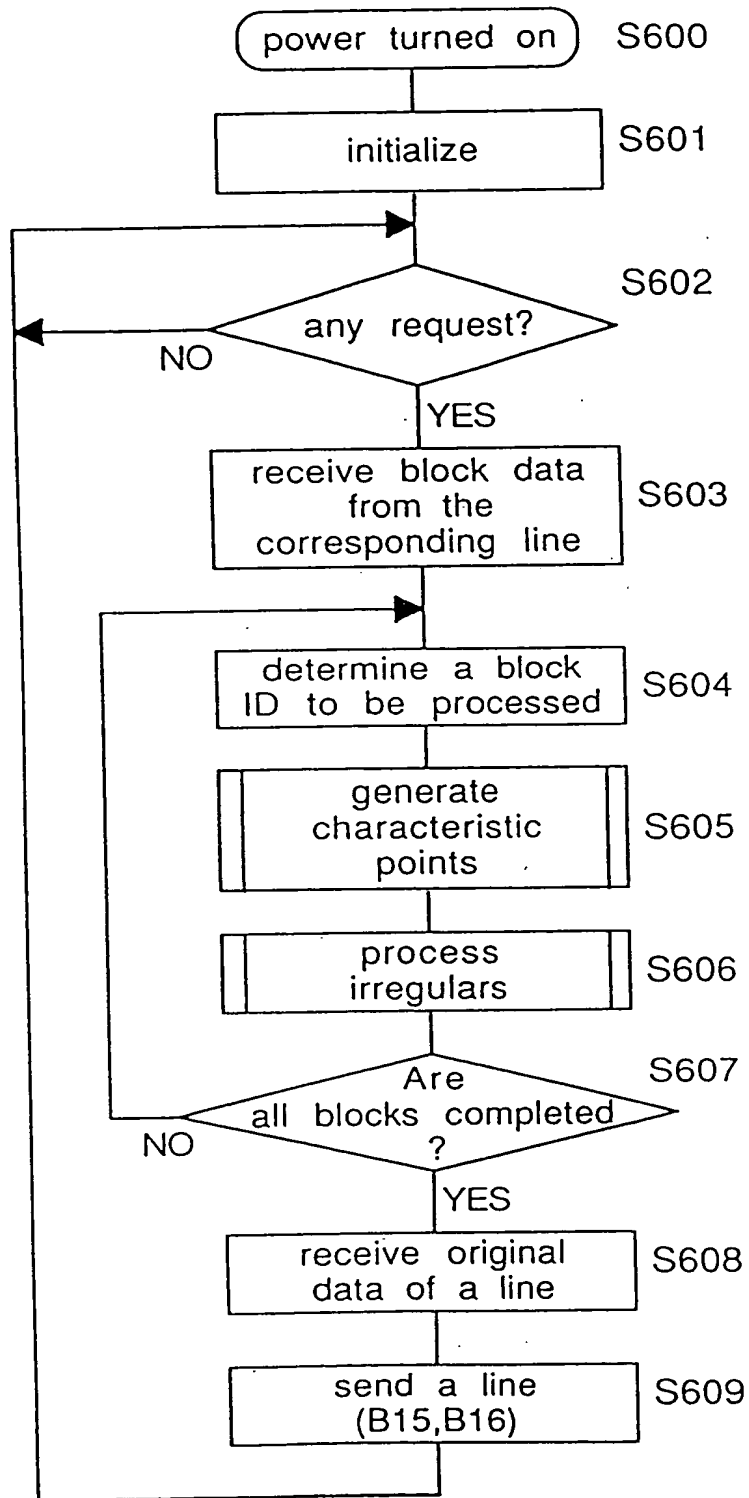 power turned on
S600
initialize
S601
any request?
S602
NO
YES
receive block data
from the
corresponding line
S603
determine a block
ID to be processed
S604
generate
characteristic
points
S605
process
irregulars
S606
Are
all blocks completed
?
S607
NO
YES
receive original
data of a line
S608
send a line
(B15,B16)
S609